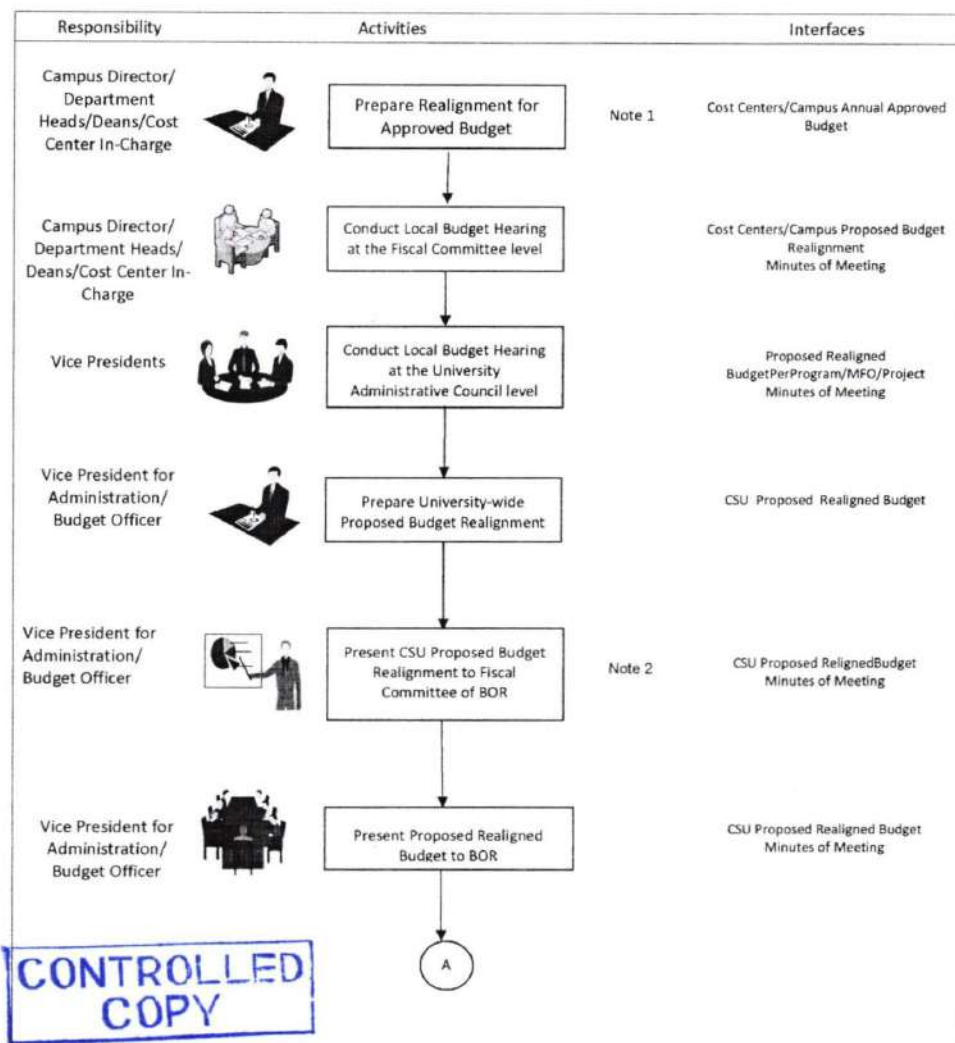 Responsibility Activities Interfaces
Campus Director/
Department
Heads/Deans/Cost
Center In-Charge
Prepare Realignment for
Approved Budget
Note 1
Cost Centers/Campus Annual Approved
Budget
Campus Director/
Department Heads/
Deans/Cost Center In-
Charge
Conduct Local Budget Hearing
at the Fiscal Committee level
Cost Centers/Campus Proposed Budget
Realignment
Minutes of Meeting
Vice Presidents
Conduct Local Budget Hearing
at the University
Administrative Council level
Proposed Realigned
BudgetPerProgram/MFO/Project
Minutes of Meeting
Vice President for
Administration/
Budget Officer
Prepare University-wide
Proposed Budget Realignment
CSU Proposed Realigned Budget
Vice President for
Administration/
Budget Officer
Present CSU Proposed Budget
Realignment to Fiscal
Committee of BOR
Note 2
CSU Proposed RelignedBudget
Minutes of Meeting
Vice President for
Administration/
Budget Officer
Present Proposed Realigned
Budget to BOR
CSU Proposed Realigned Budget
Minutes of Meeting
A
CONTROLLED
COPY